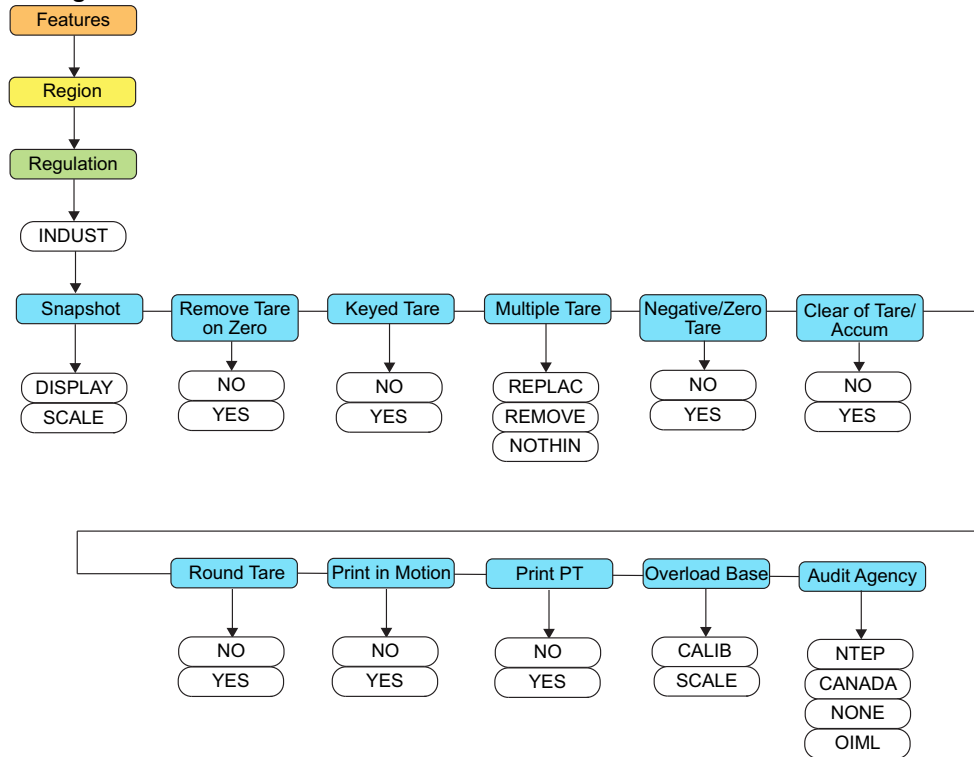 Features
Region
Regulation
INDUST
Snapshot
Remove Tare
on Zero
Keyed Tare
Multiple Tare
Negative/Zero
Tare
Clear of Tare/
Accum
DISPLAY
SCALE
NO
YES
NO
YES
REPLAC
REMOVE
NOTHIN
NO
YES
NO
YES
Round Tare
Print in Motion
Print PT
Overload Base
Audit Agency
NO
YES
NO
YES
NO
YES
CALIB
SCALE
NTEP
CANADA
NONE
OIML